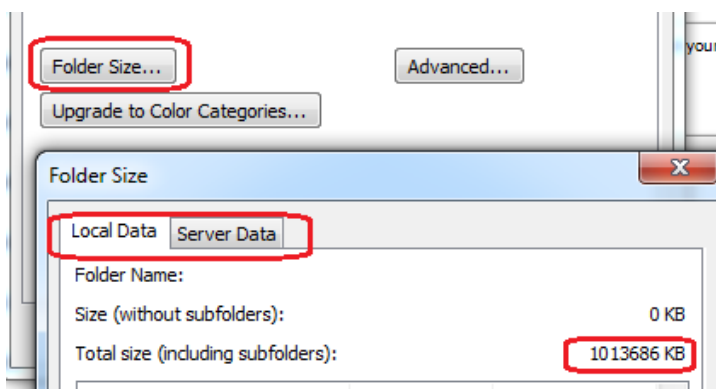 your
Folder Size... Advanced...
Upgrade to Color Categories...
Folder Size
Local Data Server Data
Folder Name:
Size (without subfolders): 0 KB
Total size (including subfolders): 1013686 KB